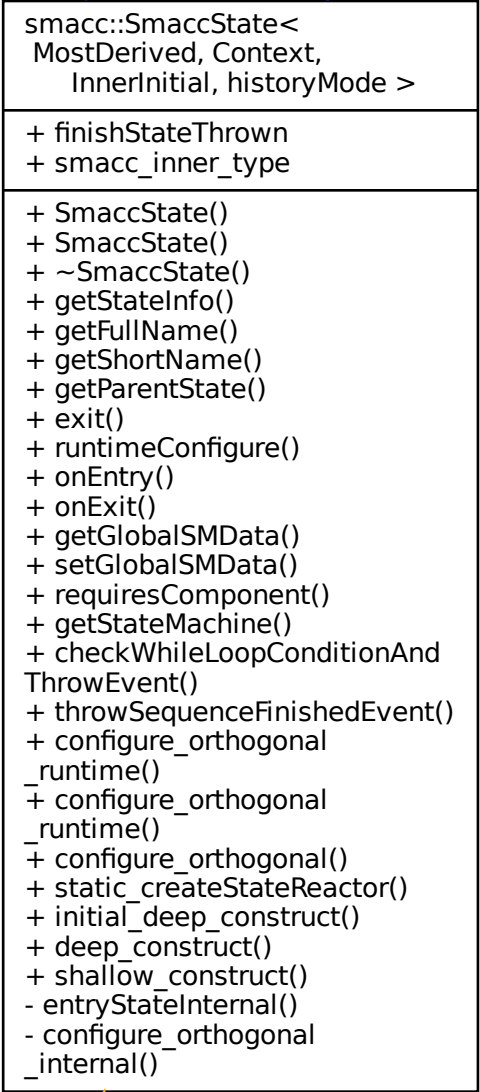 smacc::SmaccState<
MostDerived, Context,
InnerInitial, historyMode >
+ finishStateThrown
+ smacc_inner_type
+ SmaccState()
+ SmaccState()
+ ~SmaccState()
+ getStateInfo()
+ getFullName()
+ getShortName()
+ getParentState()
+ exit()
+ runtimeConfigure()
+ onEntry()
+ onExit()
+ getGlobalSMData()
+ setGlobalSMData()
+ requiresComponent()
+ getStateMachine()
+ checkWhileLoopConditionAnd
ThrowEvent()
+ throwSequenceFinishedEvent()
+ configure_orthogonal
_runtime()
+ configure_orthogonal
_runtime()
+ configure_orthogonal()
+ static_createStateReactor()
+ initial_deep_construct()
+ deep_construct()
+ shallow_construct()
- entryStateInternal()
- configure_orthogonal
_internal()